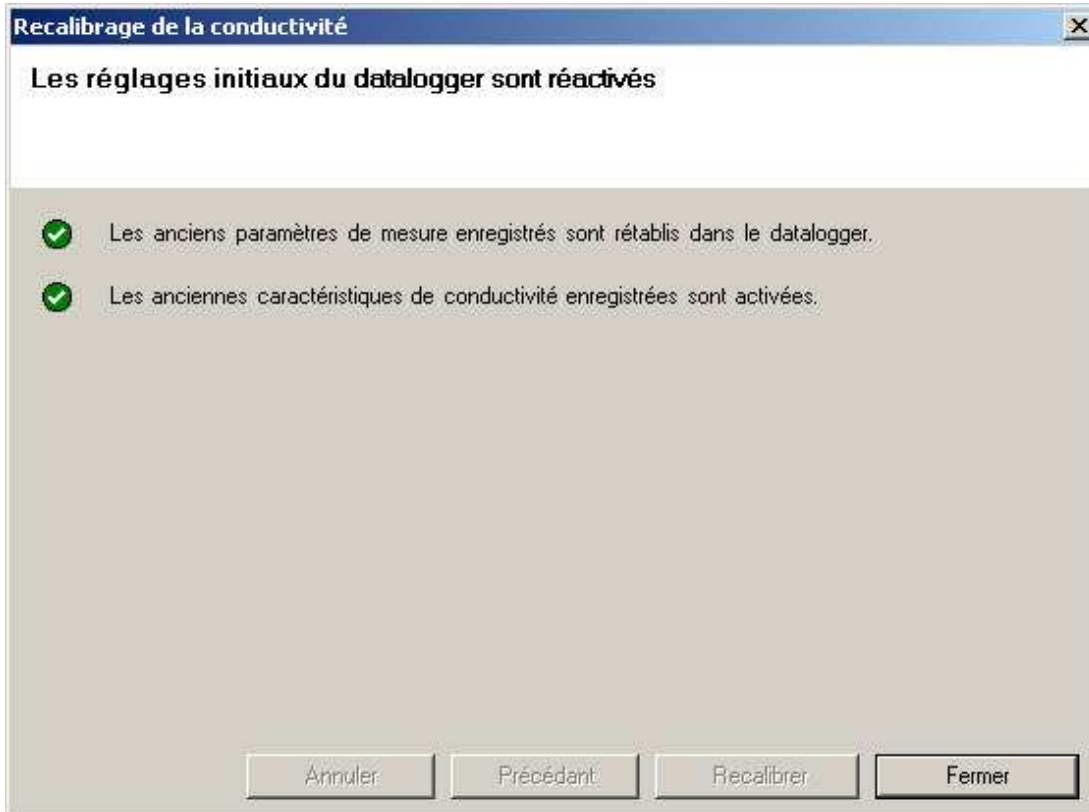 Recalibrage de la conductivité
Les réglages initiaux du datalogger sont réactivés
Les anciens paramètres de mesure enregistrés sont rétablis dans le datalogger.
Les anciennes caractéristiques de conductivité enregistrées sont activées.
Annuler
Précédant
Recalibrer
Fermer